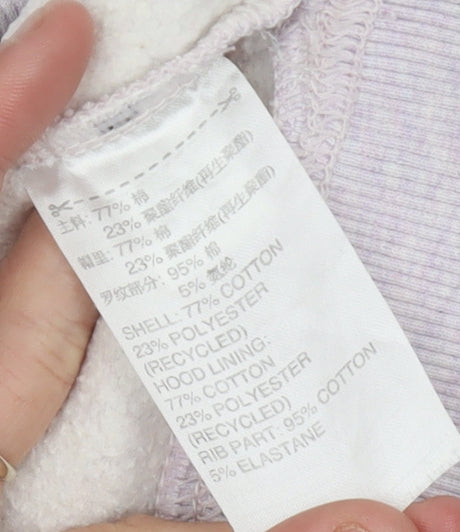 主料: 77% 棉
23% 聚酯纤维(再生聚酯)
帽里: 77% 棉
23% 聚酯纤维(再生聚酯)
罗纹部分: 95% 棉
5% 氨纶
SHELL: 77% COTTON
23% POLYESTER
(RECYCLED)
HOOD LINING:
77% COTTON
23% POLYESTER
(RECYCLED)
RIB PART: 95% COTTON
5% ELASTANE